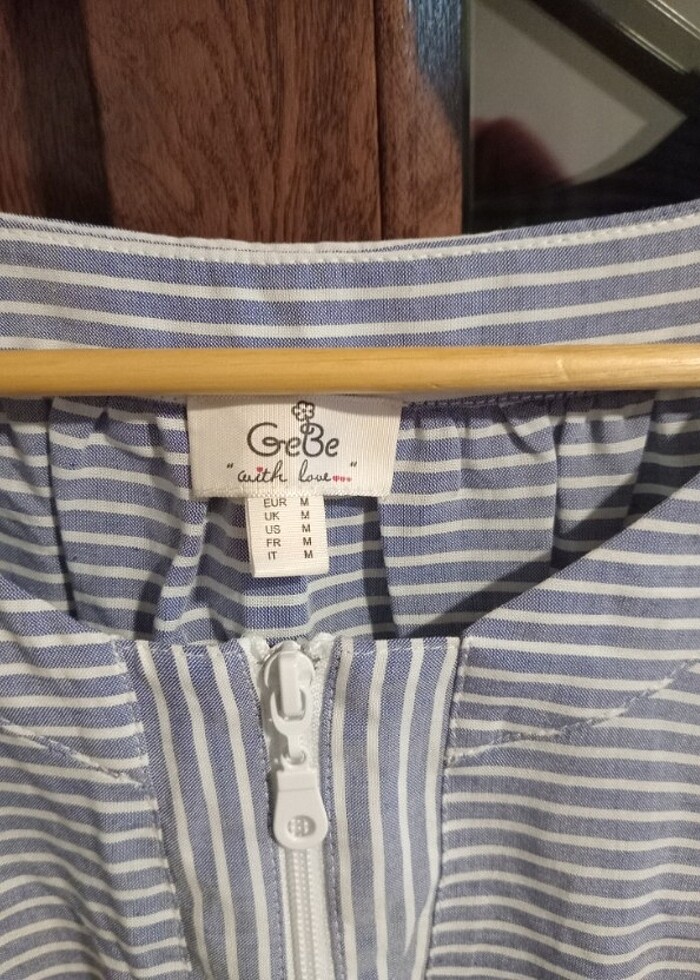 GeBe
"with love..."
EUR M
UK M
US M
FR M
IT M